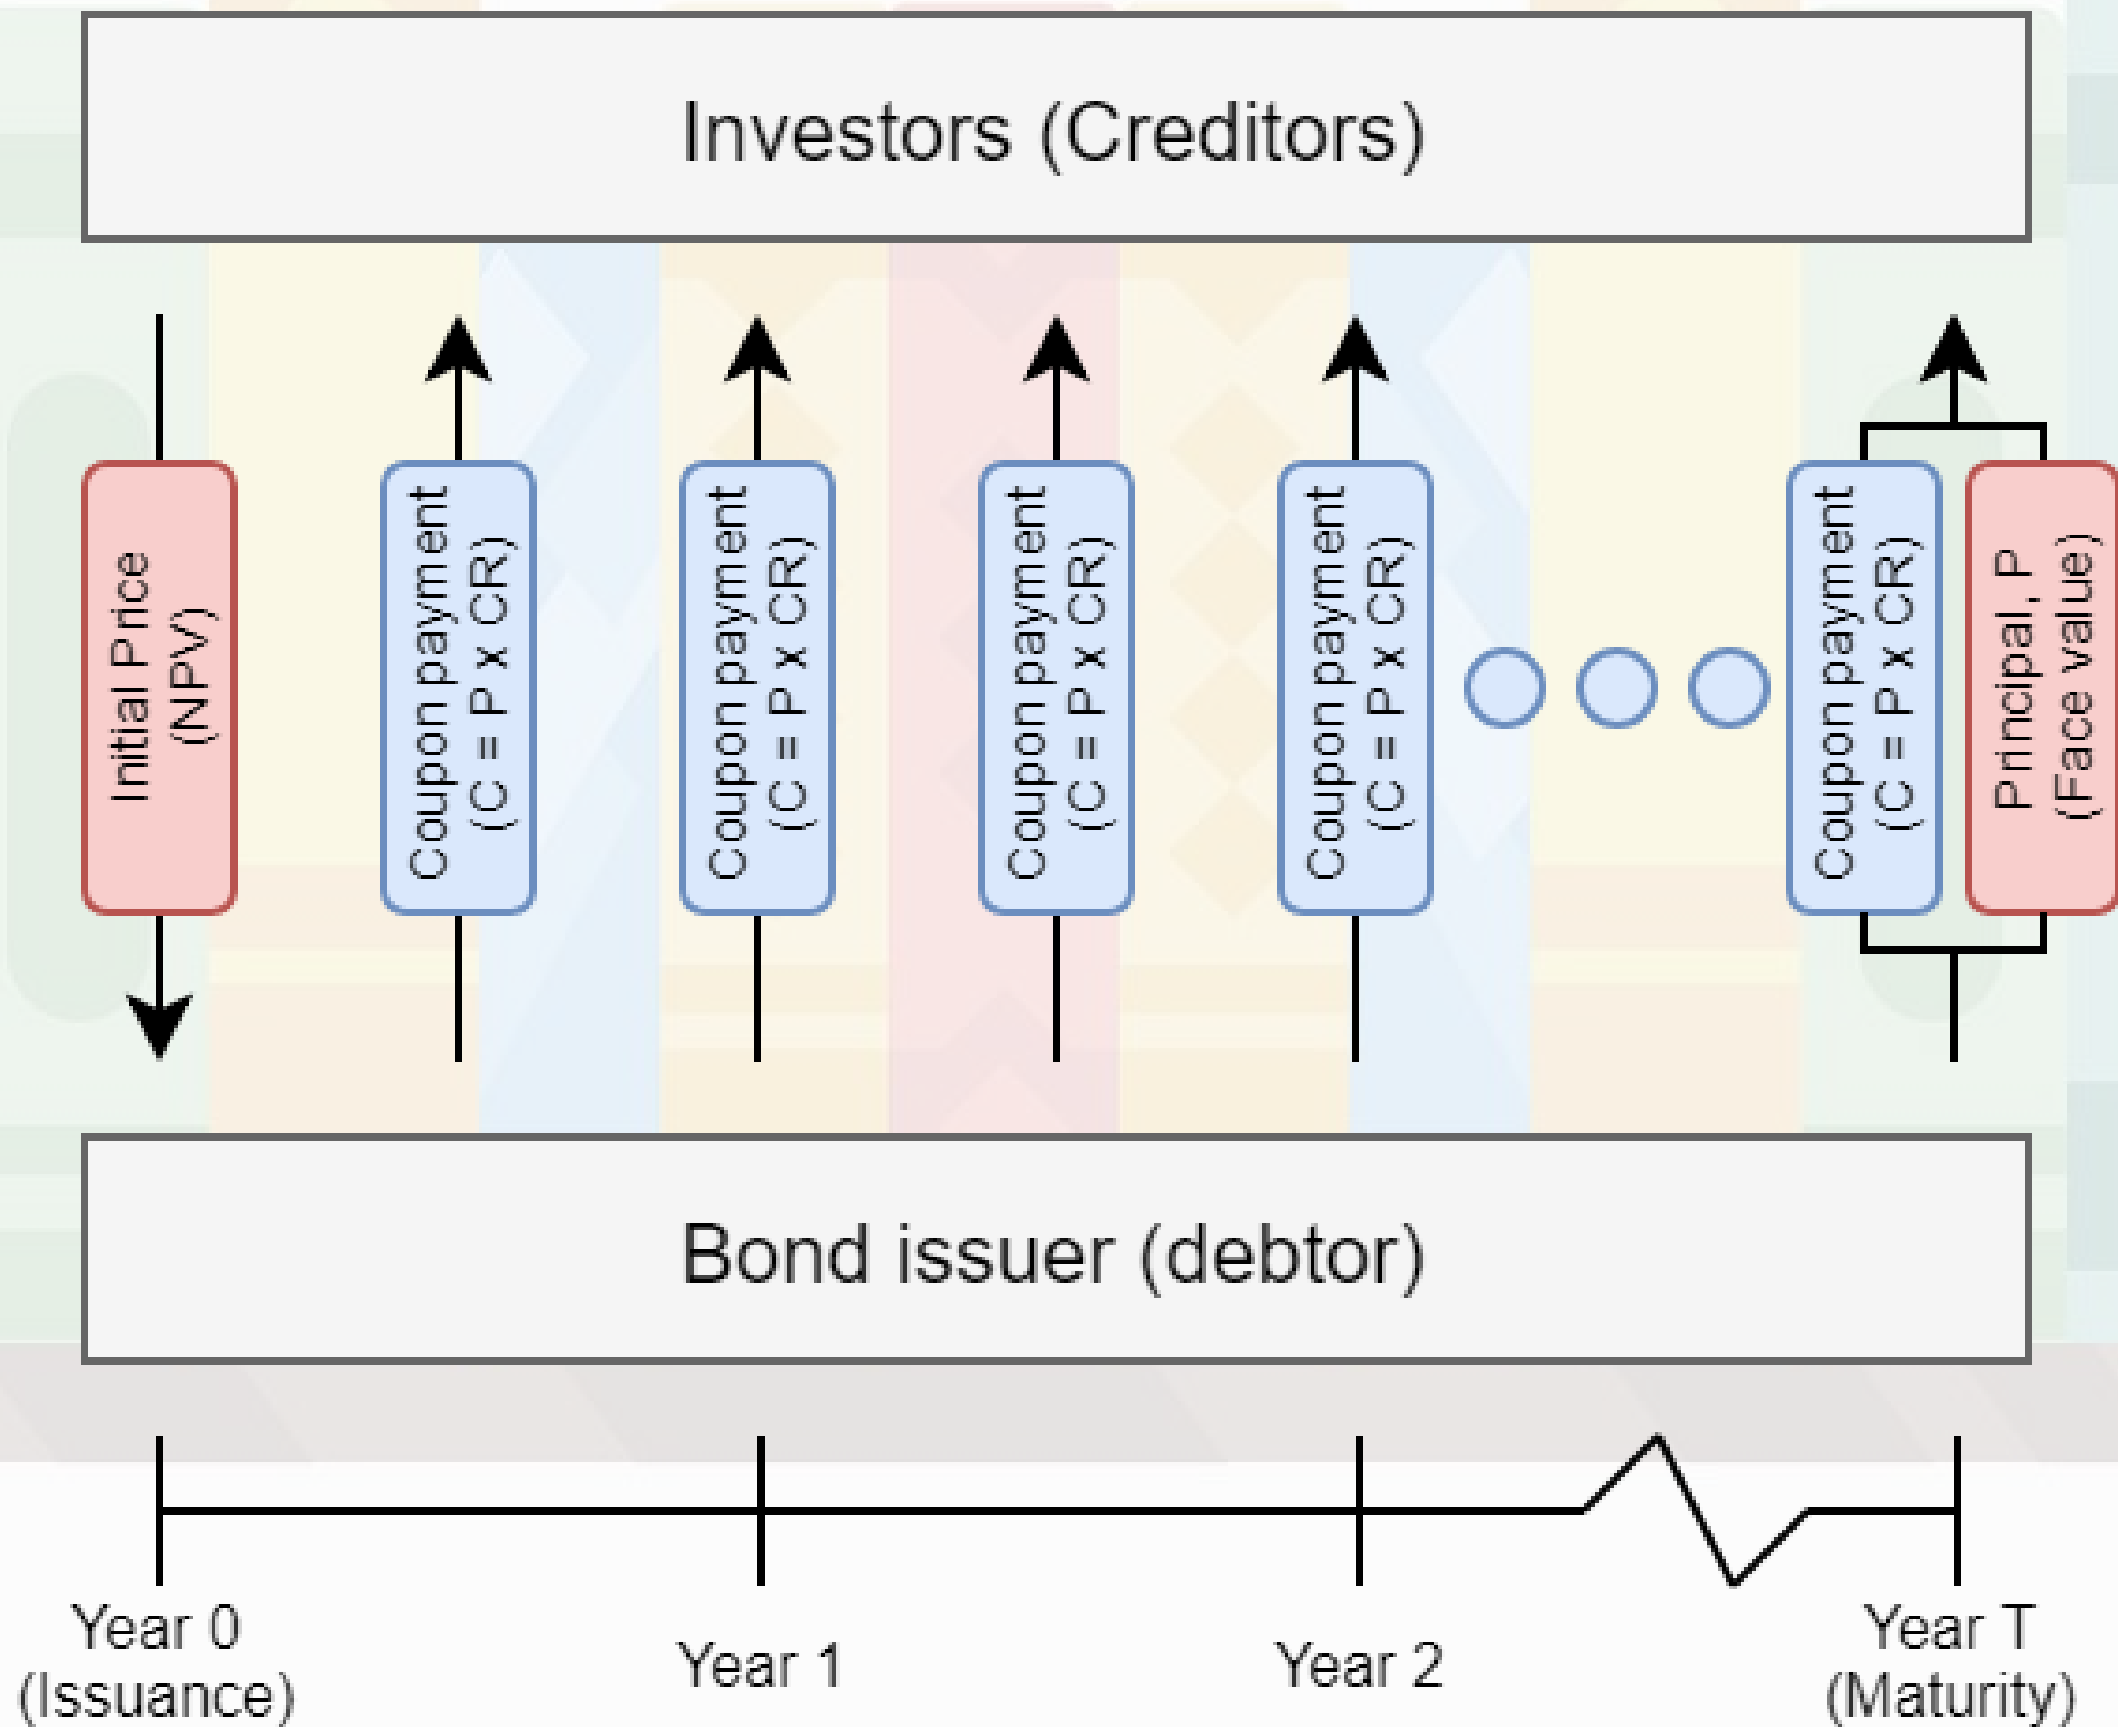 Investors (Creditors)
Initial Price
(NPV)
Coupon payment
(C = P x CR)
Coupon payment
(C = P x CR)
Coupon payment
(C = P x CR)
Coupon payment
(C = P x CR)
Coupon payment
(C = P x CR)
Principal, P
(Face value)
Bond issuer (debtor)
Year 0
(Issuance)
Year 1
Year 2
Year T
(Maturity)